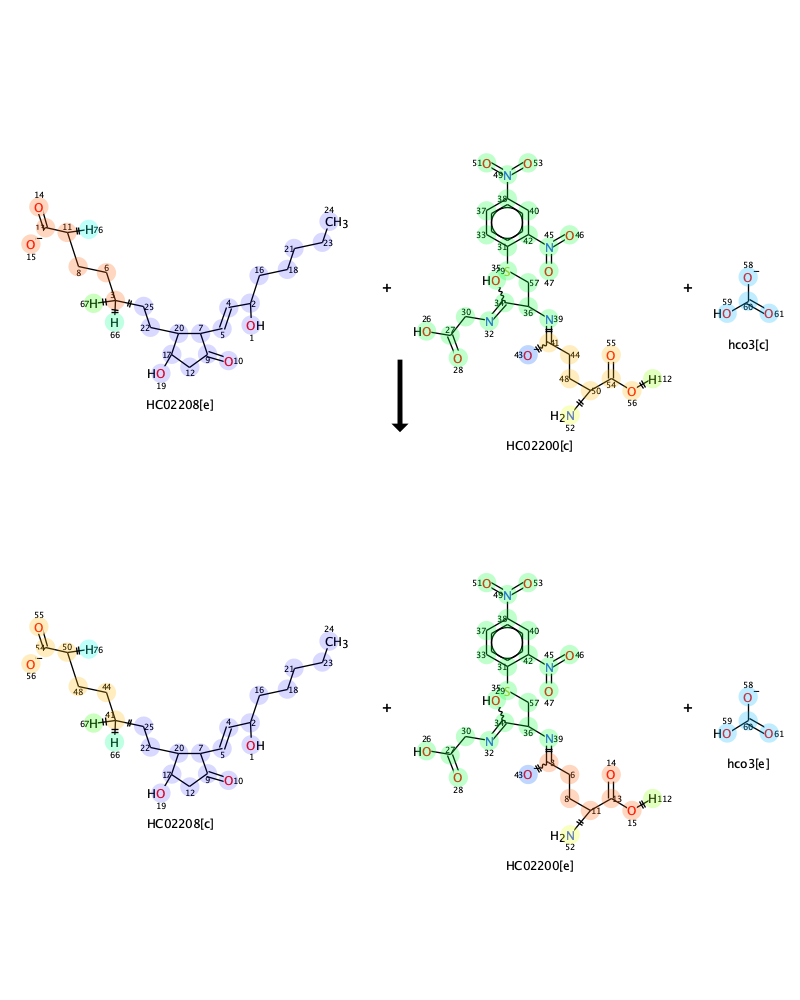 14
O
13
11
H76
O-
15
8
6
3
67H
H
66
25
22
20
7
17
12
9
O10
HO
19
5
4
2
OH
1
16
18
21
23
24
CH3
HC02208[e]
+
51O
O53
49N
38
37
40
33
42
31
45
N
O46
O
47
35
HO
29S
57
34
36
26
HO
27
30
N
32
O
28
N39
43O
41
44
48
50
55
O
54
O
56
H112
H2N
52
HC02200[c]
+
58
O-
59
HO
60
O61
hco3[c]
55
O
54
50
H76
O-
56
48
44
41
67H
H
66
25
22
20
7
17
12
9
O10
HO
19
5
4
2
OH
1
16
18
21
23
24
CH3
HC02208[c]
+
51O
O53
49N
38
37
40
33
42
31
45
N
O46
O
47
35
HO
29S
57
34
36
26
HO
27
30
N
32
O
28
N39
43O
3
6
8
11
14
O
13
O
15
H112
H2N
52
HC02200[e]
+
58
O-
59
HO
60
O61
hco3[e]